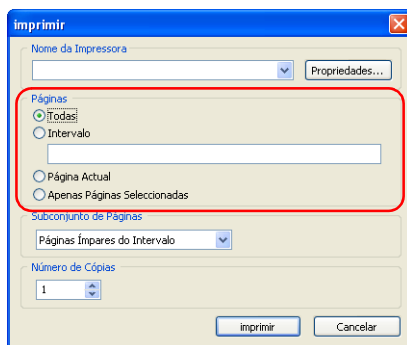 imprimir
Nome da Impressora
Propriedades...
Páginas
Todas
Intervalo
Página Actual
Apenas Páginas Seleccionadas
Subconjunto de Páginas
Páginas Ímpares do Intervalo
Número de Cópias
1
imprimir Cancelar